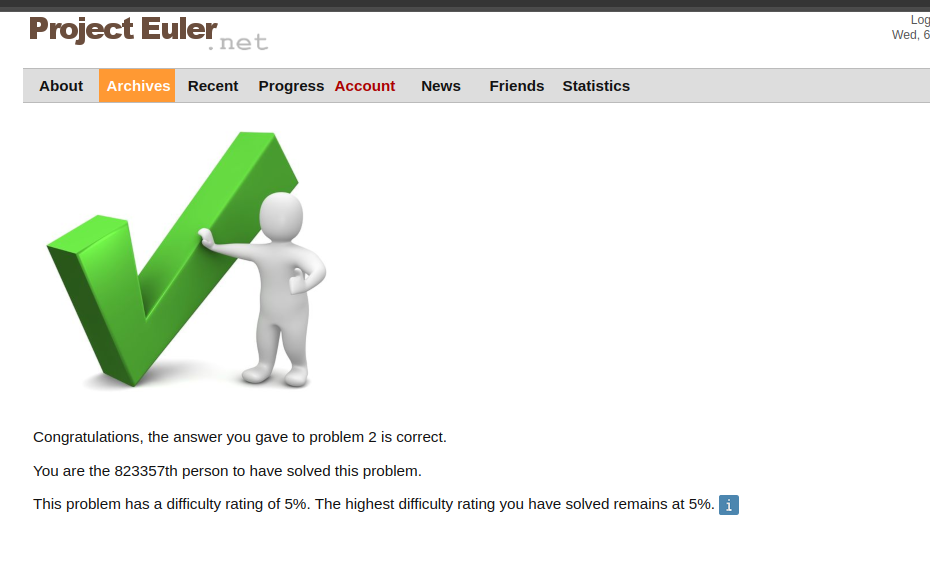 Project Euler.net
Log
Wed, 6
About Archives Recent Progress Account News Friends Statistics
Congratulations, the answer you gave to problem 2 is correct.
You are the 823357th person to have solved this problem.
This problem has a difficulty rating of 5%. The highest difficulty rating you have solved remains at 5%. i